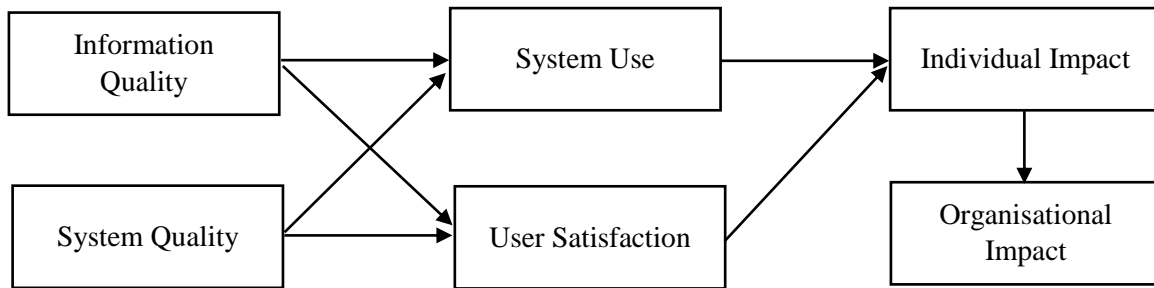 Information
Quality
System Use
Individual Impact
System Quality
User Satisfaction
Organisational
Impact